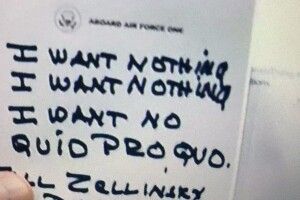 ABOARD AIR FORCE ONE
I WANT NOTHING
I WANT NOTHING
I WANT NO
QUID PRO QUO.
ZELLINSKY